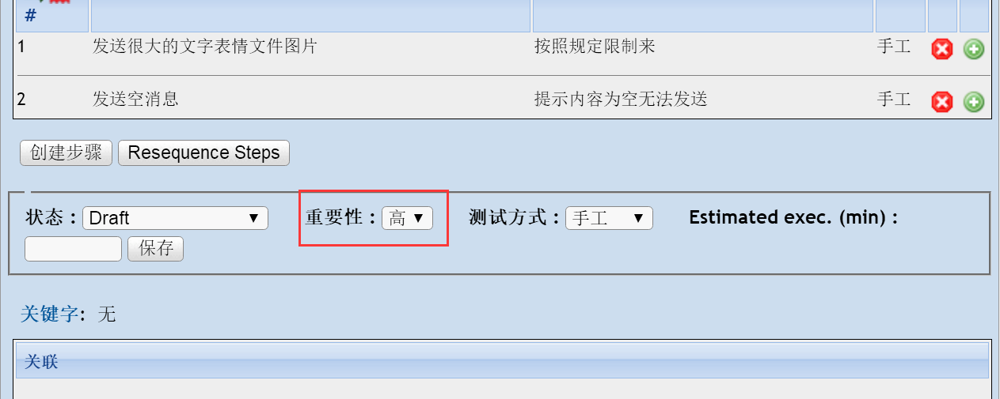 #
1 发送很大的文字表情文件图片 按照规定限制来 手工
2 发送空消息 提示内容为空无法发送 手工
创建步骤 Resequence Steps
状态： Draft 重要性： 高 测试方式： 手工 Estimated exec. (min) :
保存
关键字: 无
关联